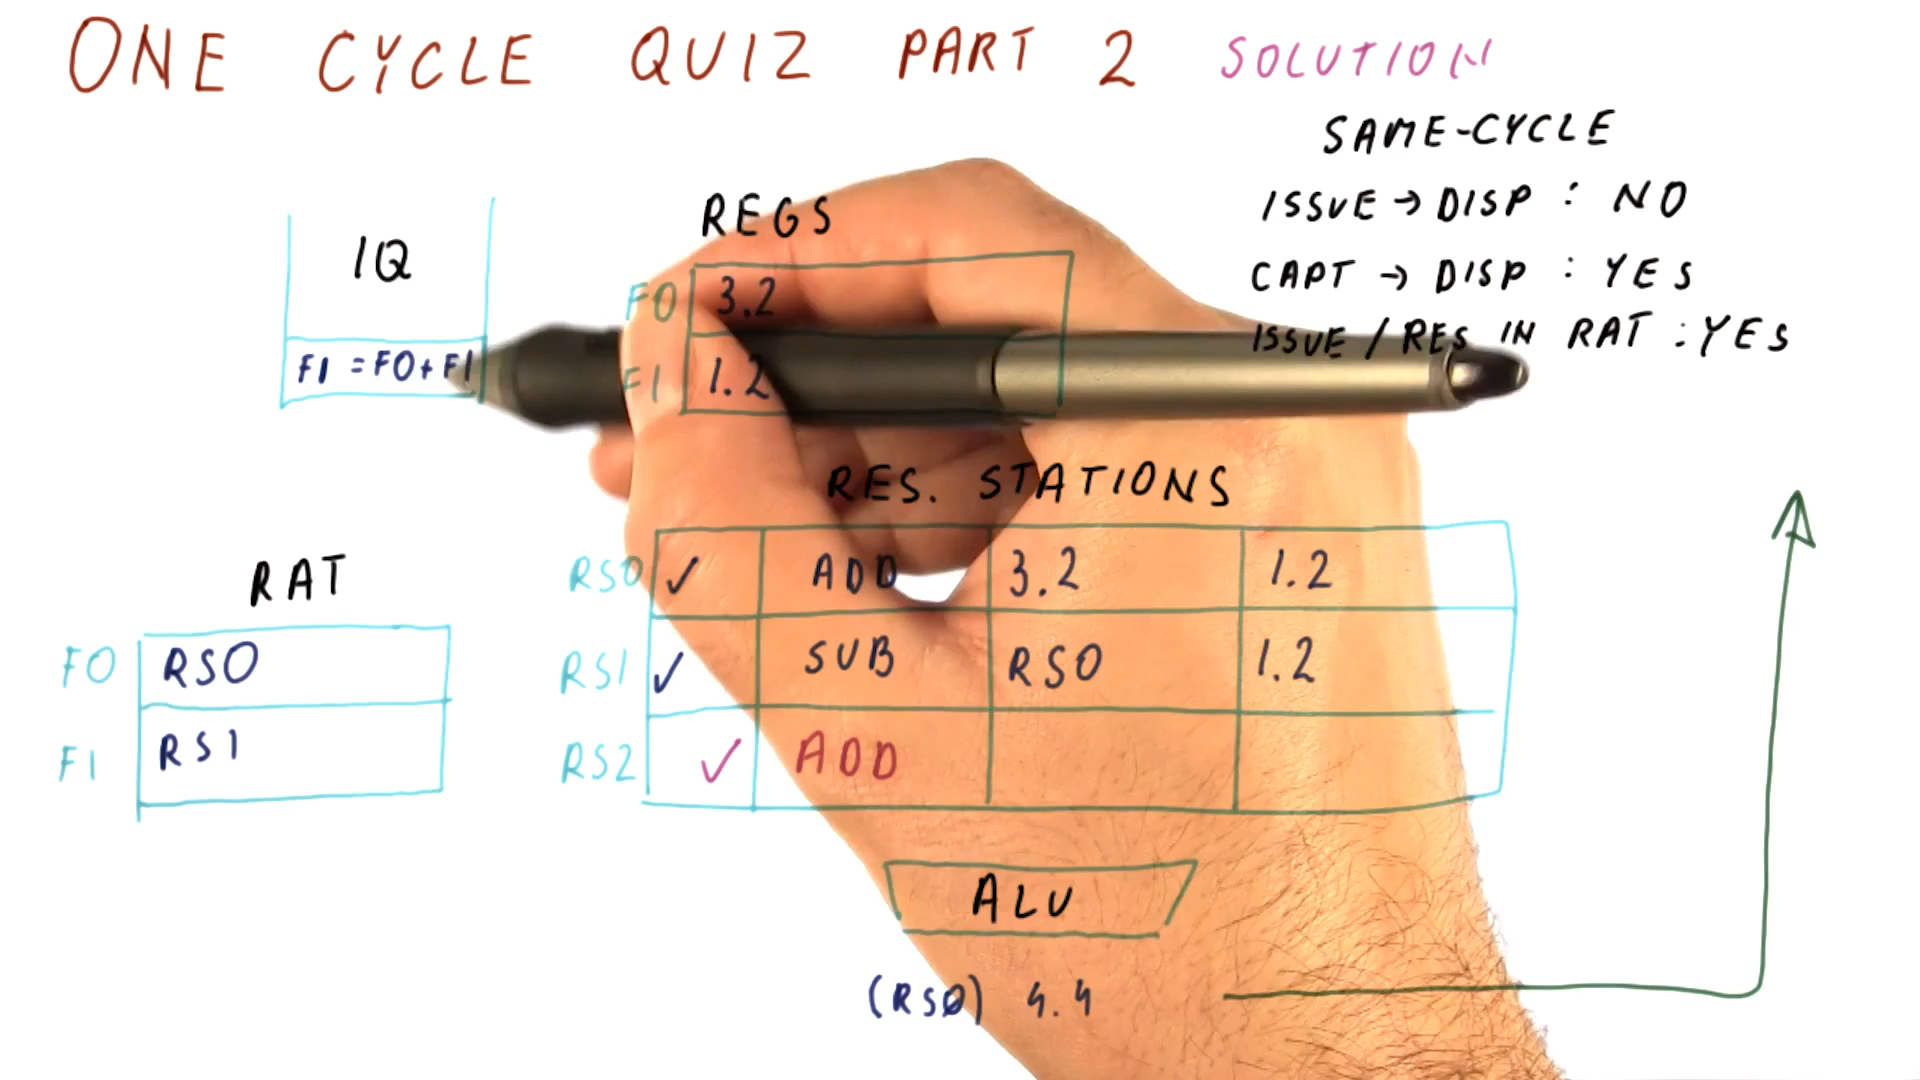 ONE CYCLE QUIZ PART 2 SOLUTION
SAME-CYCLE
ISSUE → DISP : NO
CAPT → DISP : YES
ISSUE / RES IN RAT : YES
IQ
F1 = F0 + F1
REGS
F0 3.2
F1 1.2
RES. STATIONS
RS0 ✓ ADD 3.2 1.2
RS1 ✓ SUB RS0 1.2
RS2 ✓ ADD
RAT
F0 RS0
F1 RS1
ALU
(RS0) 4.4